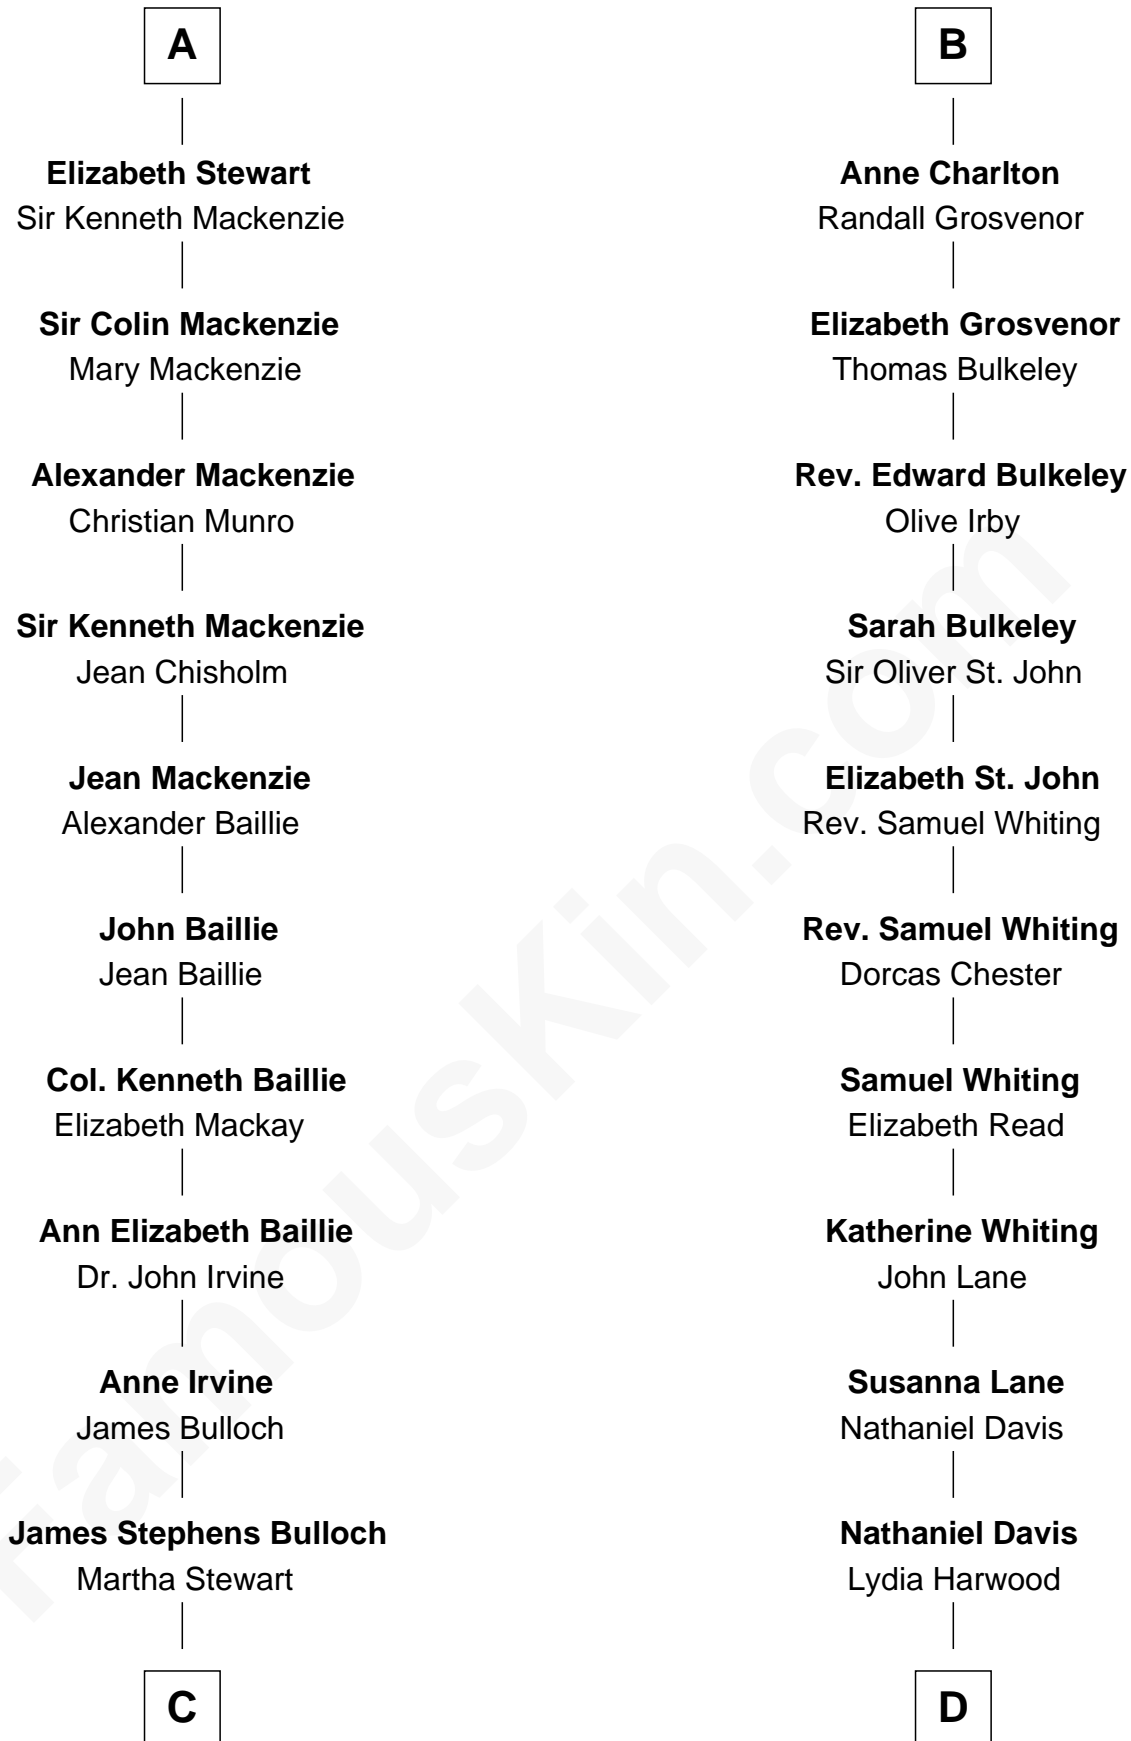 A
Elizabeth Stewart
Sir Kenneth Mackenzie
Sir Colin Mackenzie
Mary Mackenzie
Alexander Mackenzie
Christian Munro
Sir Kenneth Mackenzie
Jean Chisholm
Jean Mackenzie
Alexander Baillie
John Baillie
Jean Baillie
Col. Kenneth Baillie
Elizabeth Mackay
Ann Elizabeth Baillie
Dr. John Irvine
Anne Irvine
James Bulloch
James Stephens Bulloch
Martha Stewart
C
B
Anne Charlton
Randall Grosvenor
Elizabeth Grosvenor
Thomas Bulkeley
Rev. Edward Bulkeley
Olive Irby
Sarah Bulkeley
Sir Oliver St. John
Elizabeth St. John
Rev. Samuel Whiting
Rev. Samuel Whiting
Dorcas Chester
Samuel Whiting
Elizabeth Read
Katherine Whiting
John Lane
Susanna Lane
Nathaniel Davis
Nathaniel Davis
Lydia Harwood
D
FamousKin.com